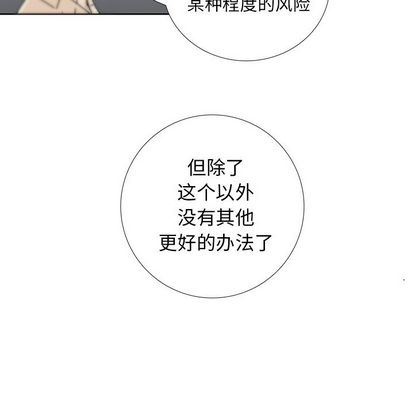 某种程度的风险
但除了
这个以外
没有其他
更好的办法了